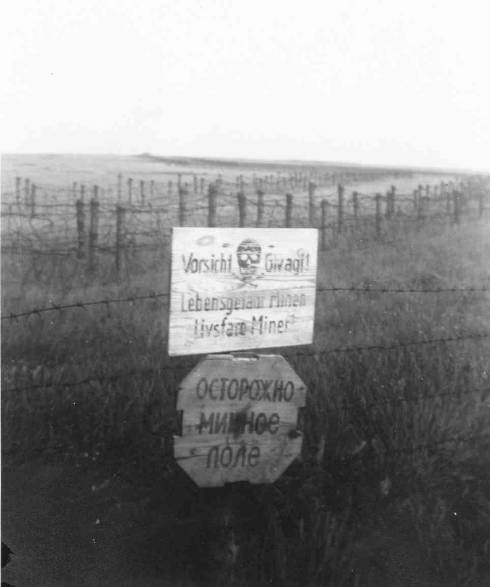 Vorsicht Givagt!
Lebensgefahr Minen
Livsfare Miner
ОСТОРОЖНО
МИННОЕ
ПОЛЕ